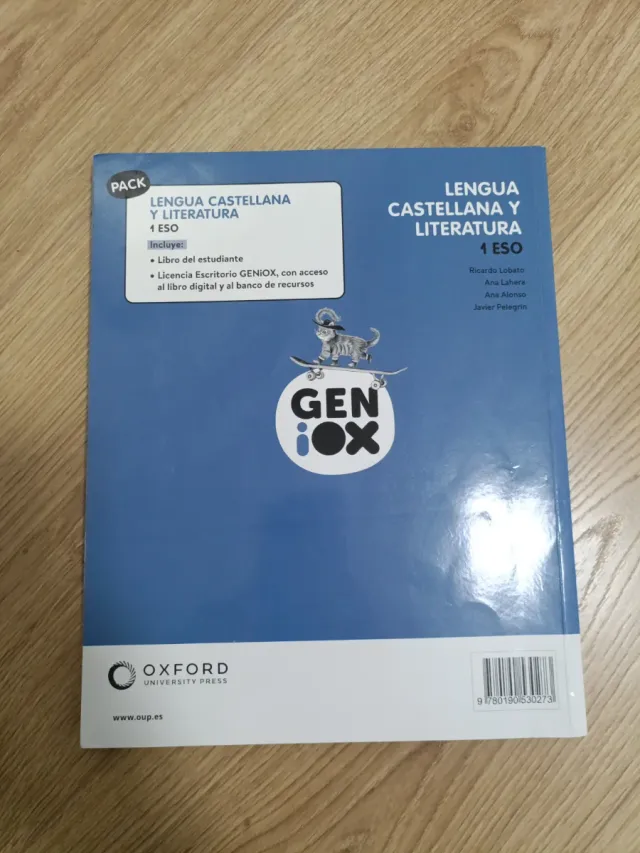 PACK
LENGUA CASTELLANA
Y LITERATURA
1 ESO
Incluye:
• Libro del estudiante
• Licencia Escritorio GENiOX, con acceso
al libro digital y al banco de recursos
LENGUA
CASTELLANA Y
LITERATURA
1 ESO
Ricardo Lobato
Ana Lahera
Ana Alonso
Javier Pelegrín
GEN
iOX
OXFORD
UNIVERSITY PRESS
www.oup.es
9 780190 530273